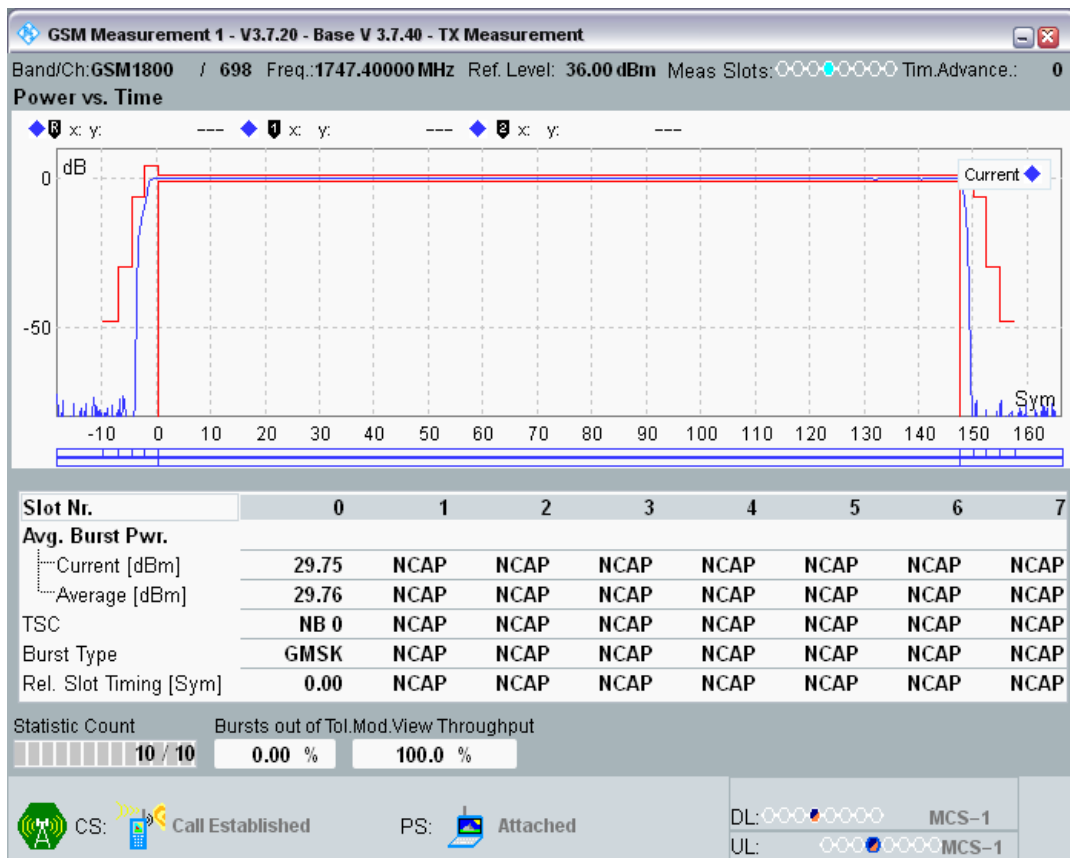 GSM Measurement 1 - V3.7.20 - Base V 3.7.40 - TX Measurement
Band/Ch:GSM1800 / 698 Freq.:1747.40000 MHz Ref. Level: 36.00 dBm Meas Slots: Tim.Advance.: 0
Power vs. Time
R x: y: --- 1 x: y: --- 2 x: y: ---
dB
0
Current
-50
Sym
-10 0 10 20 30 40 50 60 70 80 90 100 110 120 130 140 150 160
Slot Nr. 0 1 2 3 4 5 6 7
Avg. Burst Pwr.
Current [dBm] 29.75 NCAP NCAP NCAP NCAP NCAP NCAP NCAP
Average [dBm] 29.76 NCAP NCAP NCAP NCAP NCAP NCAP NCAP
TSC NB 0 NCAP NCAP NCAP NCAP NCAP NCAP NCAP
Burst Type GMSK NCAP NCAP NCAP NCAP NCAP NCAP NCAP
Rel. Slot Timing [Sym] 0.00 NCAP NCAP NCAP NCAP NCAP NCAP NCAP
Statistic Count Bursts out of Tol. Mod.View Throughput
10 / 10 0.00 % 100.0 %
CS: Call Established PS: Attached
DL: MCS-1
UL: MCS-1